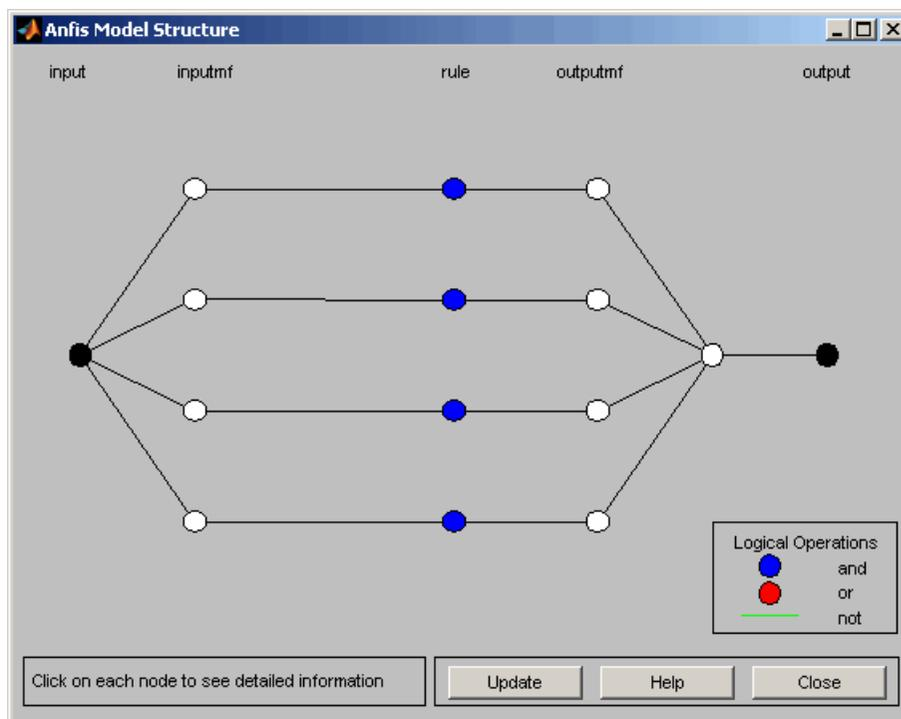 Anfis Model Structure
input inputmf rule outputmf output
Logical Operations
and
or
not
Click on each node to see detailed information
Update Help Close